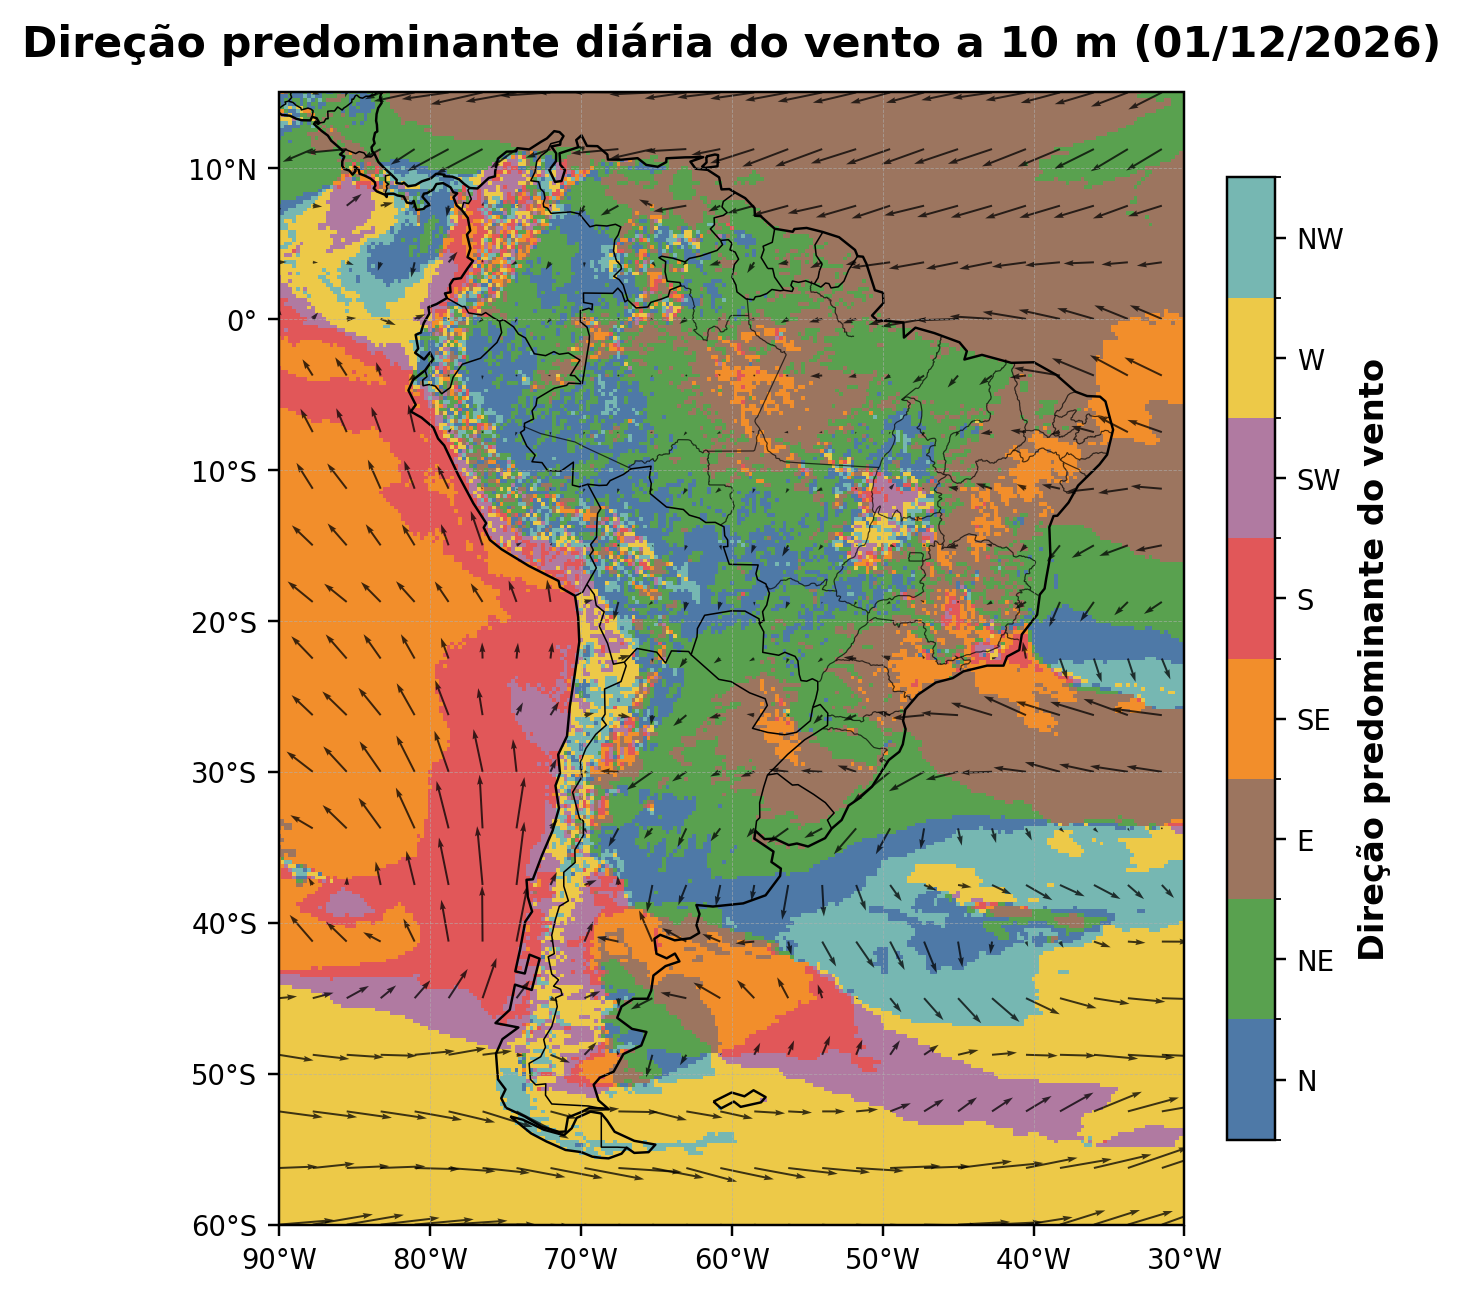 Direção predominante diária do vento a 10 m (01/12/2026)
10°N
0°
10°S
20°S
30°S
40°S
50°S
60°S
90°W 80°W 70°W 60°W 50°W 40°W 30°W
NW
W
SW
S
SE
E
NE
N
Direção predominante do vento